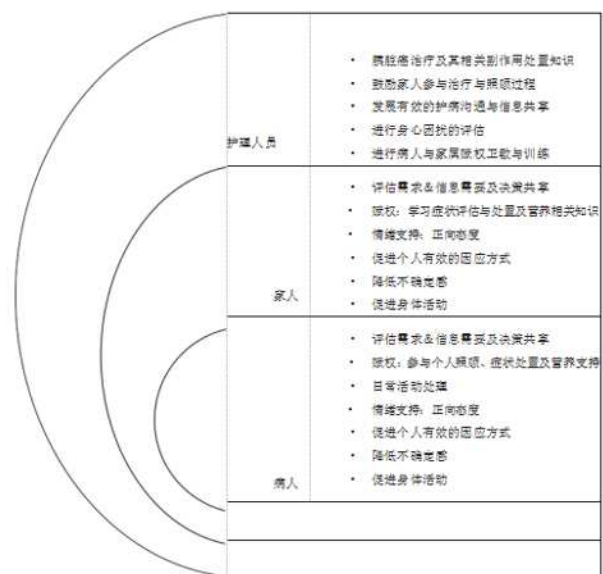 胰脏癌治疗及其相关副作用处置知识
鼓励家人参与治疗与照顾过程
发展有效的护病沟通与信息共享
进行身心困扰的评估
进行病人与家属赋权卫教与训练
护理人员
评估需求&信息需要及决策共享
赋权：学习症状评估与处置及营养相关知识
情绪支持：正向态度
促进个人有效的因应方式
降低不确定感
促进身体活动
家人
评估需求&信息需要及决策共享
赋权：参与个人照顾、症状处置及营养支持
日常活动处理
情绪支持：正向态度
促进个人有效的因应方式
降低不确定感
促进身体活动
病人